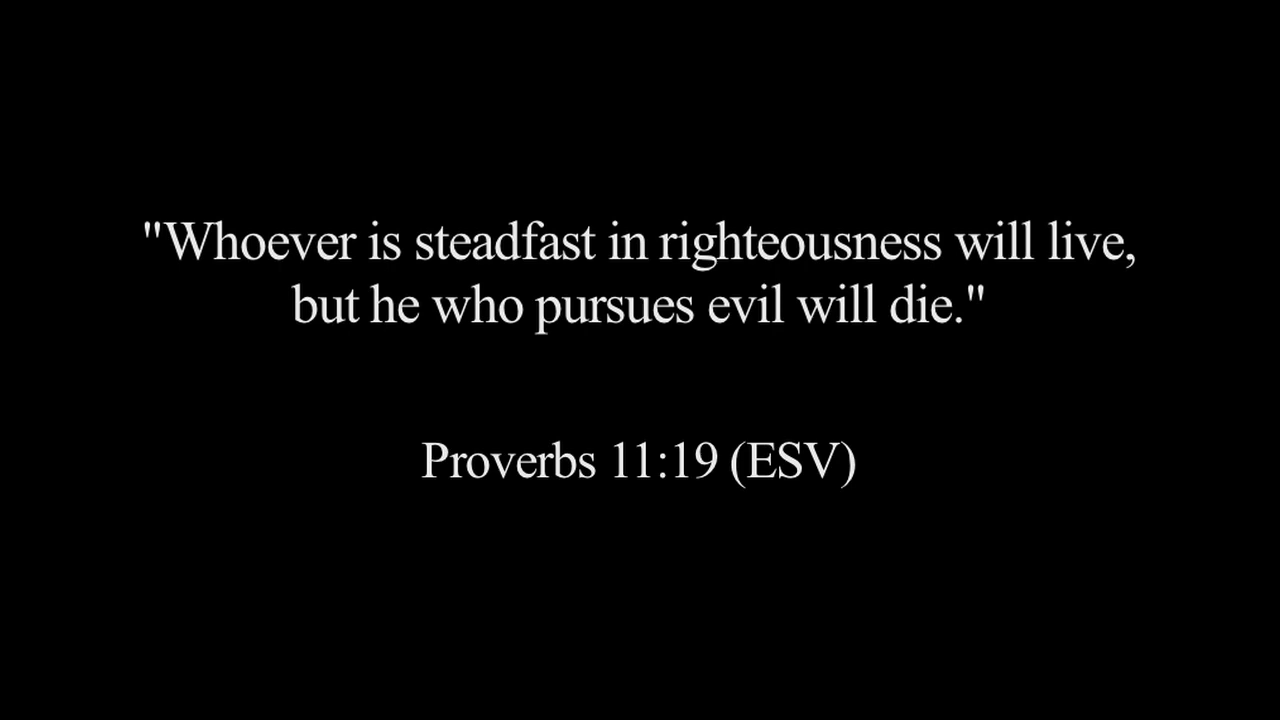 "Whoever is steadfast in righteousness will live,
but he who pursues evil will die."
Proverbs 11:19 (ESV)